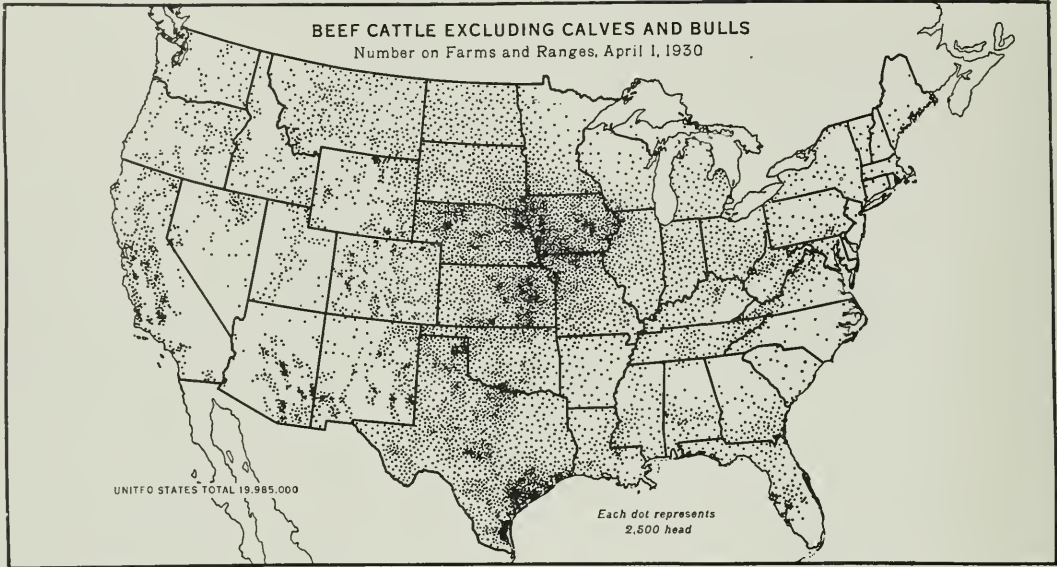 BEEF CATTLE EXCLUDING CALVES AND BULLS
Number on Farms and Ranges, April 1, 1930
UNITFO STATES TOTAL 19,985,000
Each dot represents
2,500 head